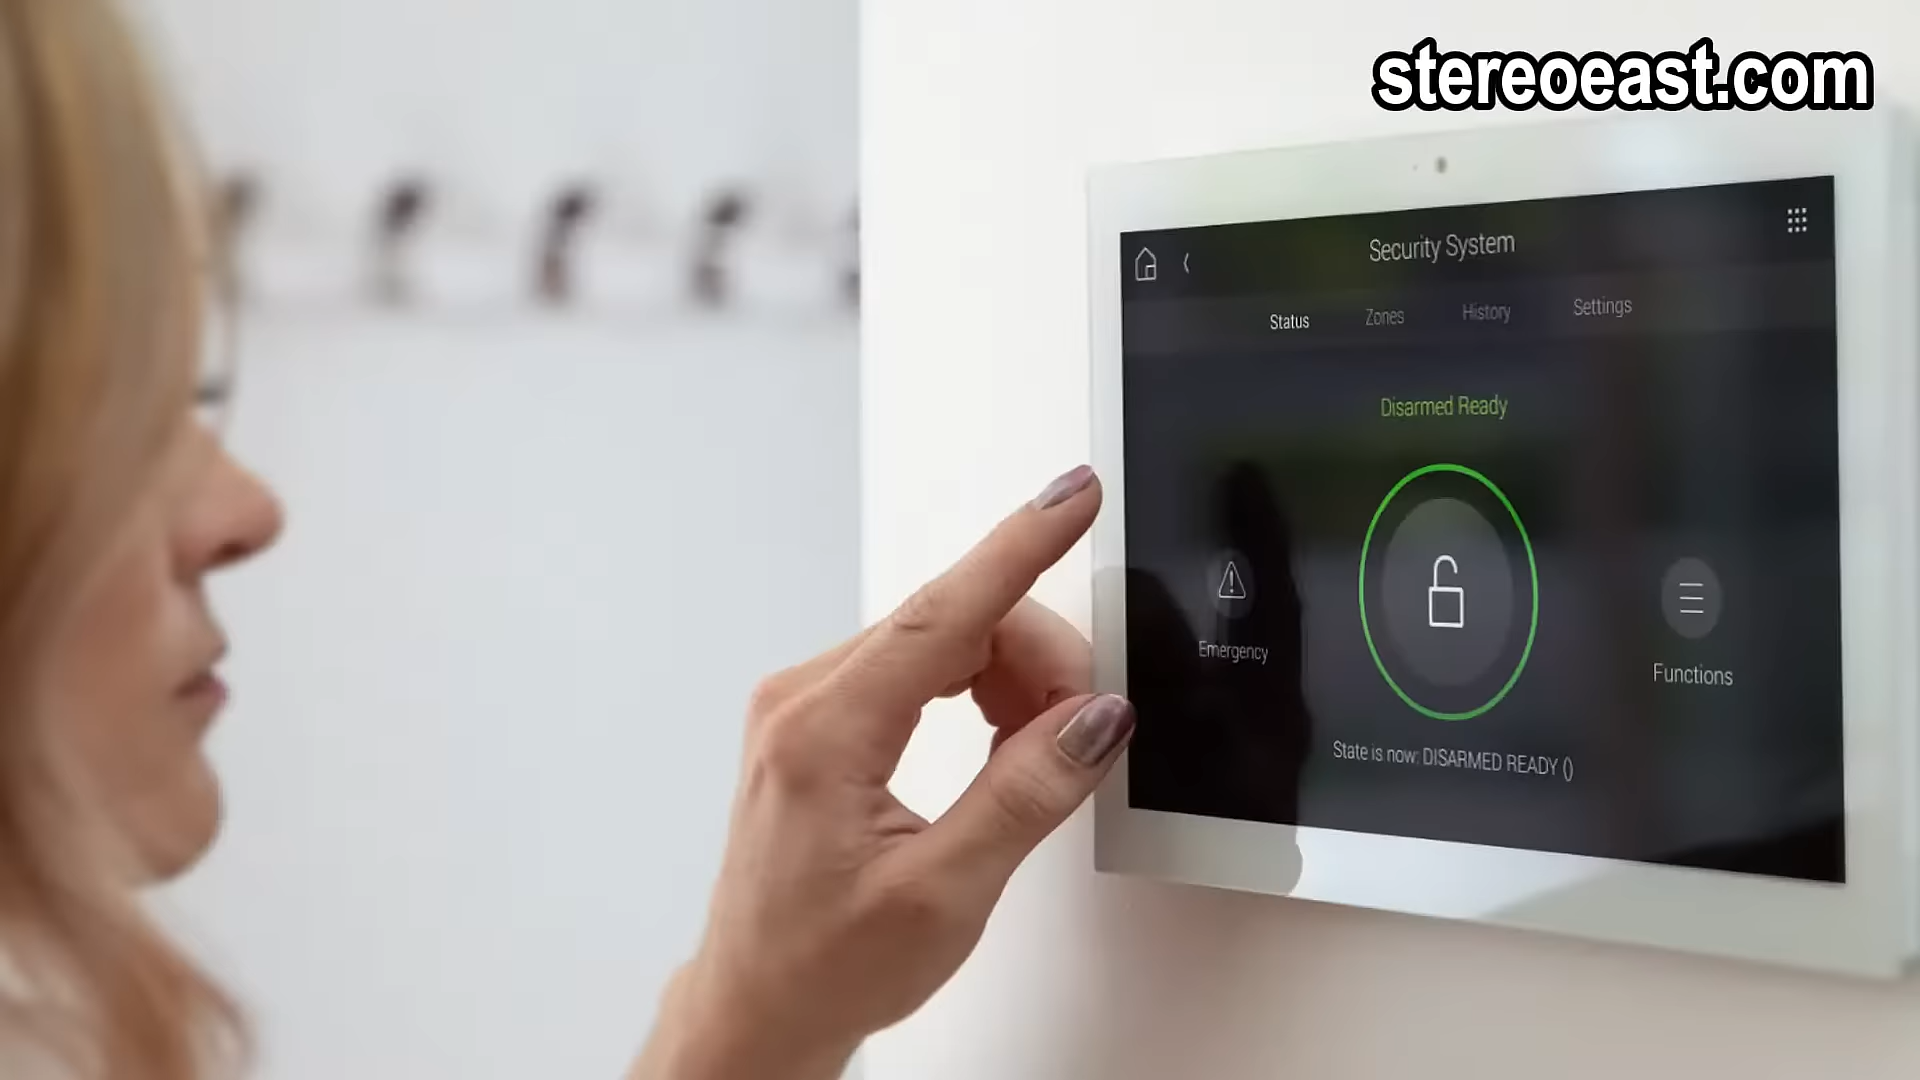 stereoeast.com
Security System
Status Zones History Settings
Disarmed Ready
Emergency
Functions
State is now: DISARMED READY ()